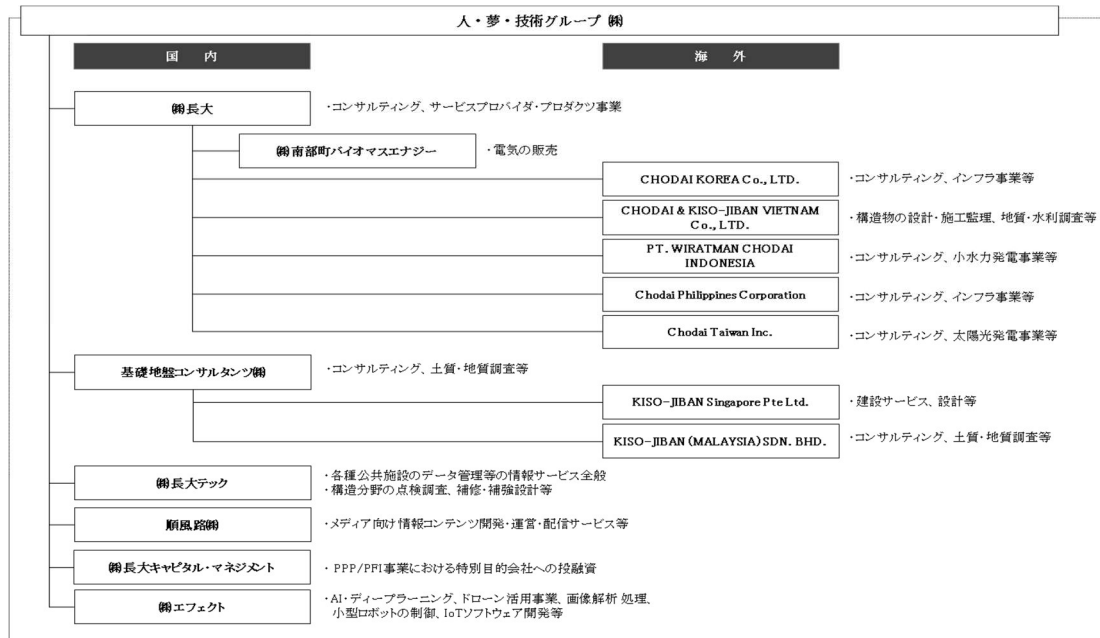 人・夢・技術グループ ㈱
国　内
海　外
㈱長大
・コンサルティング、サービスプロバイダ・プロダクツ事業
㈱南部町バイオマスエナジー
・電気の販売
CHODAI KOREA Co., LTD.
・コンサルティング、インフラ事業等
CHODAI & KISO-JIBAN VIETNAM
Co., LTD.
・構造物の設計・施工監理、地質・水利調査等
PT. WIRATMAN CHODAI
INDONESIA
・コンサルティング、小水力発電事業等
Chodai Philippines Corporation
・コンサルティング、インフラ事業等
Chodai Taiwan Inc.
・コンサルティング、太陽光発電事業等
基礎地盤コンサルタンツ㈱
・コンサルティング、土質・地質調査等
KISO-JIBAN Singapore Pte Ltd.
・建設サービス、設計等
KISO-JIBAN (MALAYSIA) SDN. BHD.
・コンサルティング、土質・地質調査等
㈱長大テック
・各種公共施設のデータ管理等の情報サービス全般
・構造分野の点検調査、補修・補強設計等
順風路㈱
・メディア向け情報コンテンツ開発・運営・配信サービス等
㈱長大キャピタル・マネジメント
・PPP/PFI事業における特別目的会社への投融資
㈱エフェクト
・AI・ディープラーニング、ドローン活用事業、画像解析 処理、
小型ロボットの制御、IoTソフトウェア開発等